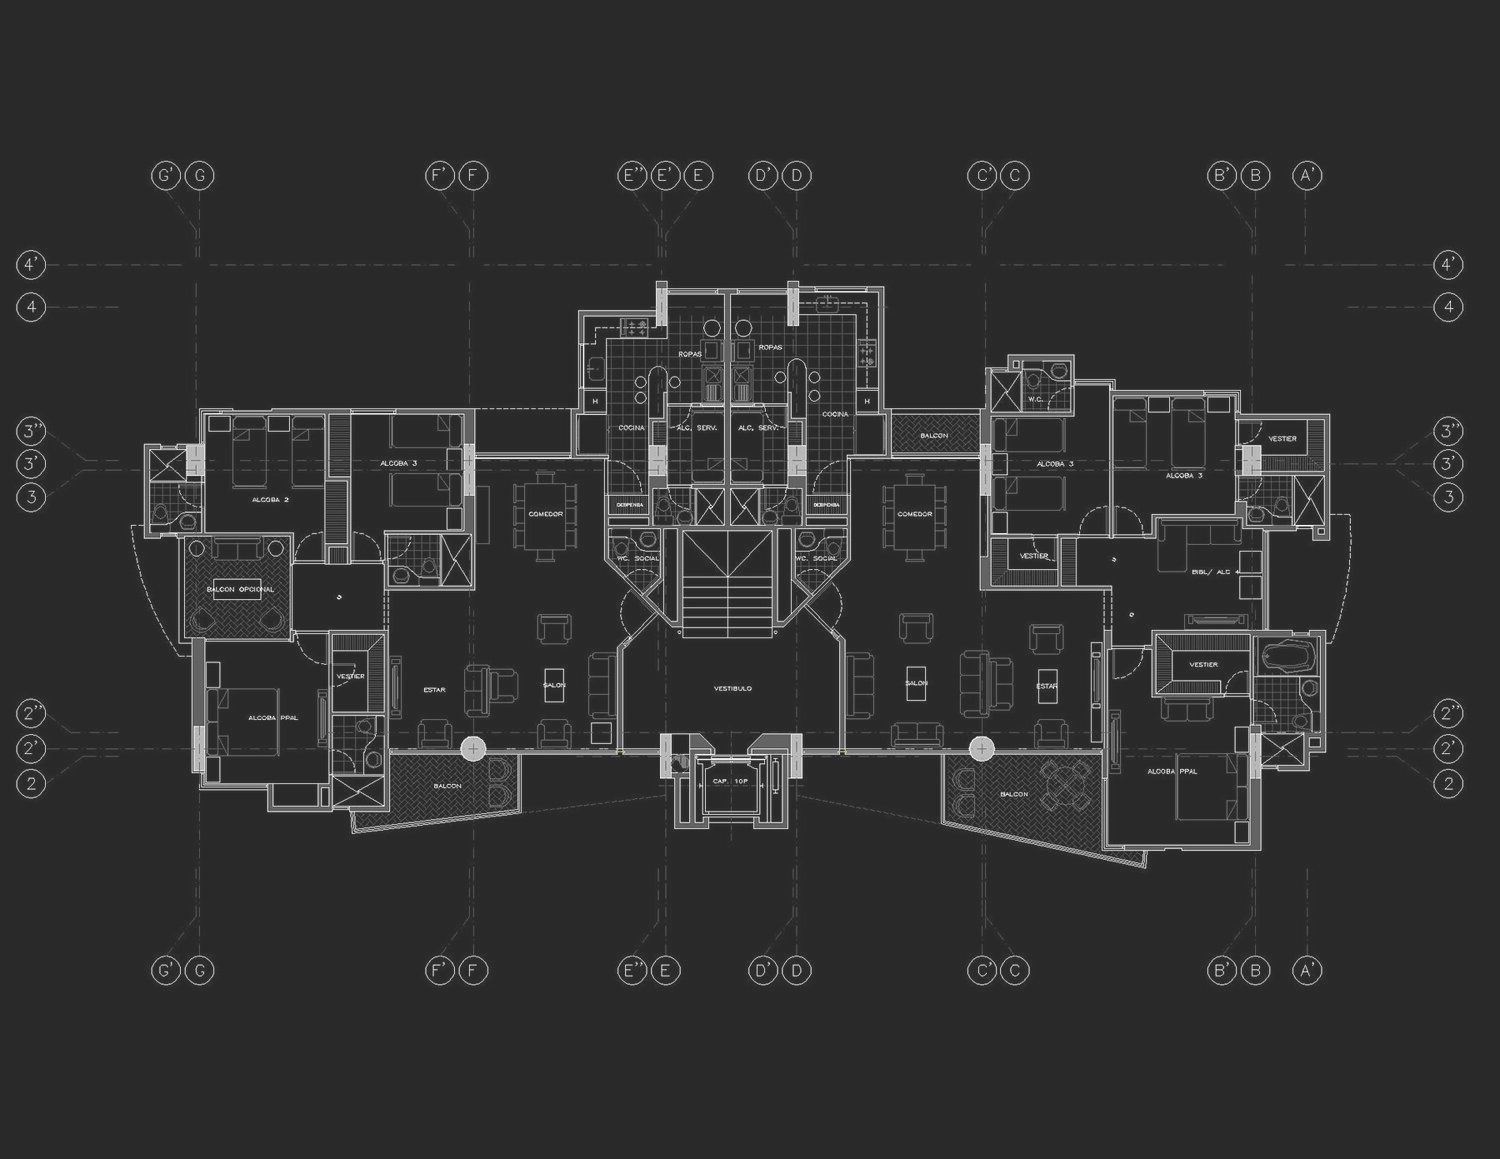 G' G F' F E'' E' E D' D C' C B' B A'
4' 4'
4 4
ROPAS ROPAS
H H
W.C.
COCINA
COCINA ALC. SERV. ALC. SERV.
BALCON
VESTIER
3'' 3''
3' 3'
ALCOBA 3 ALCOBA 3
ALCOBA 3
3 3
ALCOBA 2
DESPENSA DESPENSA
COMEDOR COMEDOR
WC. SOCIAL WC. SOCIAL
VESTIER
BIBL/ ALC 4
BALCON OPCIONAL
VESTIER
VESTIER
SALON SALON
ESTAR ESTAR
VESTIBULO
2'' 2''
ALCOBA PPAL
2' 2'
ALCOBA PPAL
CAP. 10P
2 2
BALCON BALCON
G' G F' F E'' E D' D C' C B' B A'